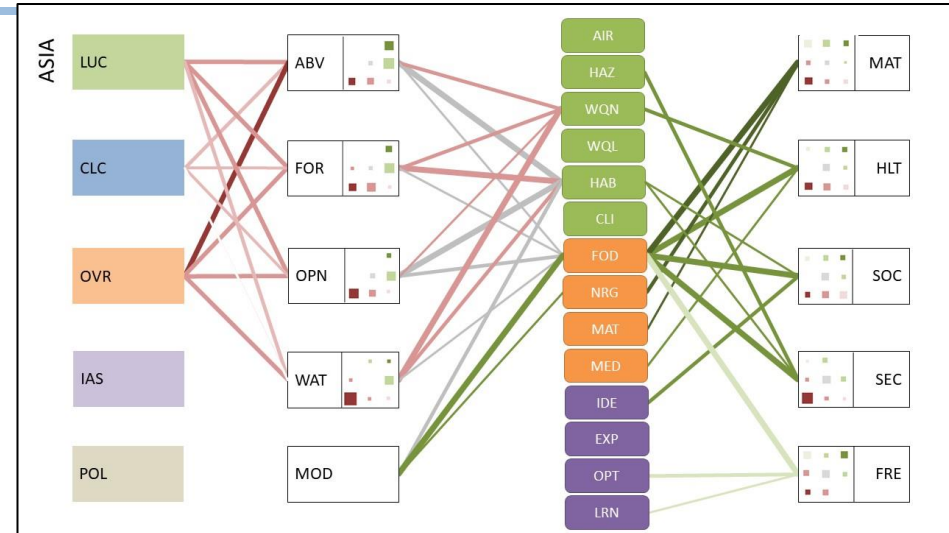 ASIA
LUC
CLC
OVR
IAS
POL
ABV
FOR
OPN
WAT
MOD
AIR
HAZ
WQN
WQL
HAB
CLI
FOD
NRG
MAT
MED
IDE
EXP
OPT
LRN
MAT
HLT
SOC
SEC
FRE